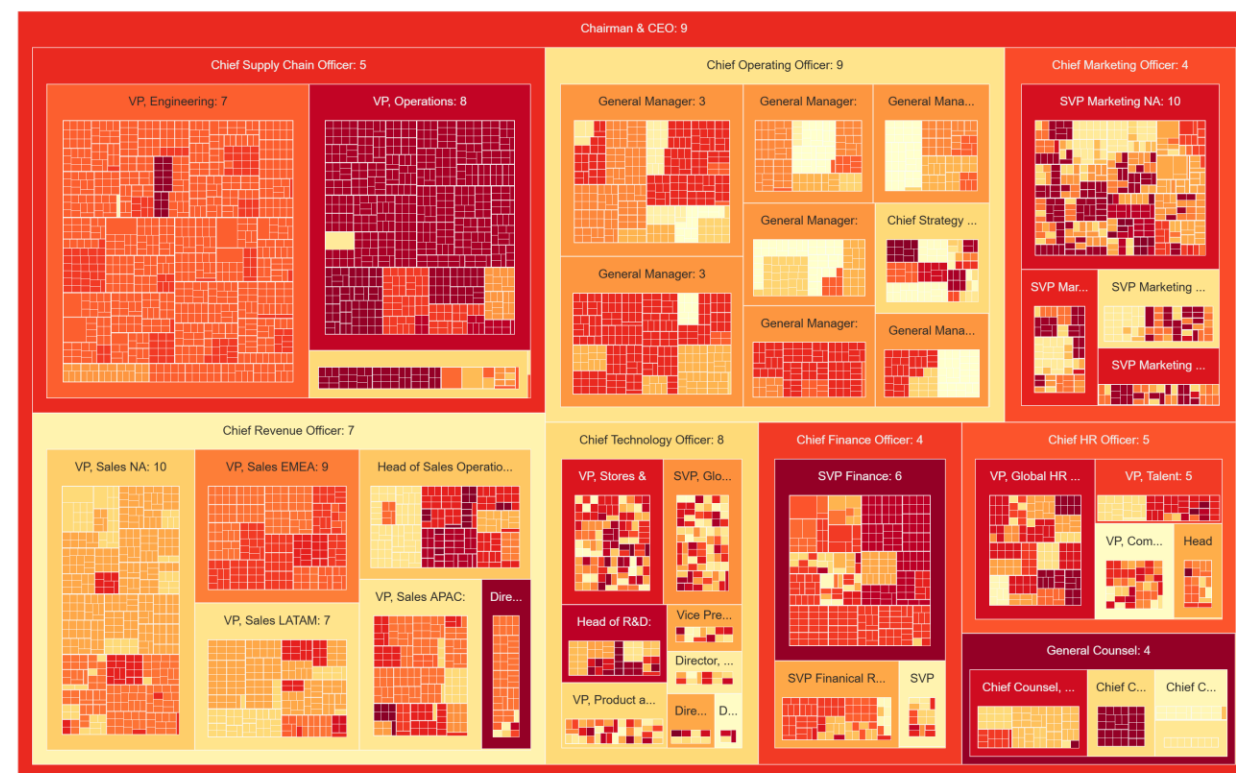 Chairman & CEO: 9
Chief Supply Chain Officer: 5
VP, Engineering: 7
VP, Operations: 8
Chief Operating Officer: 9
General Manager: 3
General Manager:
General Mana...
General Manager:
Chief Strategy ...
General Manager: 3
General Manager:
General Mana...
Chief Marketing Officer: 4
SVP Marketing NA: 10
SVP Mar...
SVP Marketing ...
SVP Marketing ...
Chief Revenue Officer: 7
VP, Sales NA: 10
VP, Sales EMEA: 9
Head of Sales Operatio...
VP, Sales LATAM: 7
VP, Sales APAC:
Dire...
Chief Technology Officer: 8
VP, Stores &
SVP, Glo...
Head of R&D:
Vice Pre...
Director, ...
VP, Product a...
Dire...
D...
Chief Finance Officer: 4
SVP Finance: 6
SVP Finanical R...
SVP
Chief HR Officer: 5
VP, Global HR ...
VP, Talent: 5
VP, Com...
Head
General Counsel: 4
Chief Counsel, ...
Chief C...
Chief C...